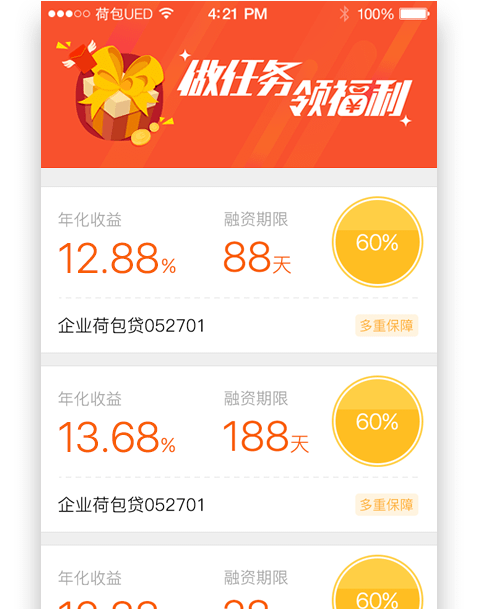 荷包UED 4:21 PM 100%
做任务
领福利
年化收益 融资期限
12.88% 88天 60%
企业荷包贷052701 多重保障
年化收益 融资期限
13.68% 188天 60%
企业荷包贷052701 多重保障
年化收益 融资期限
60%